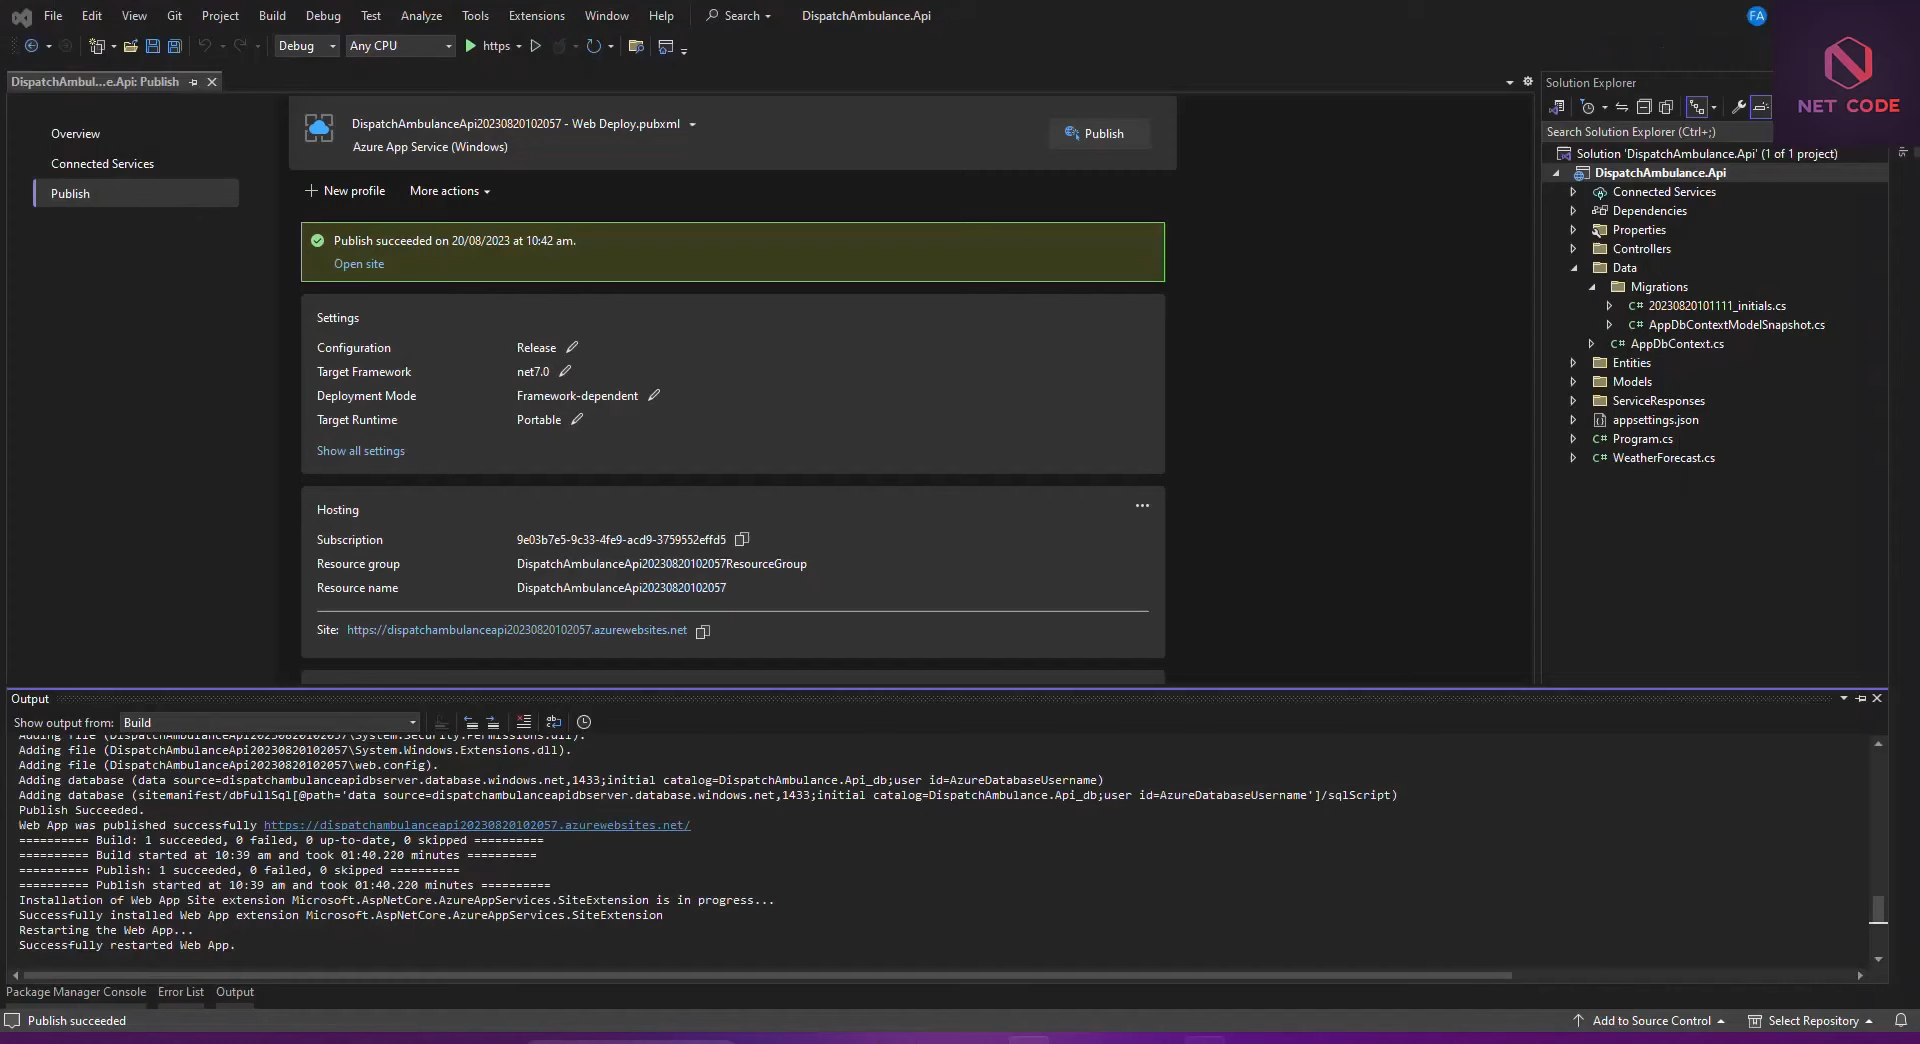 File Edit View Git Project Build Debug Test Analyze Tools Extensions Window Help Search DispatchAmbulance.Api
FA
Debug Any CPU https
NET CODE
DispatchAmbul...e.Api: Publish
Overview
Connected Services
Publish
DispatchAmbulanceApi20230820102057 - Web Deploy.pubxml
Azure App Service (Windows)
Publish
New profile More actions
Publish succeeded on 20/08/2023 at 10:42 am.
Open site
Settings
Configuration Release
Target Framework net7.0
Deployment Mode Framework-dependent
Target Runtime Portable
Show all settings
Hosting
Subscription 9e03b7e5-9c33-4fe9-acd9-3759552effd5
Resource group DispatchAmbulanceApi20230820102057ResourceGroup
Resource name DispatchAmbulanceApi20230820102057
Site: https://dispatchambulanceapi20230820102057.azurewebsites.net
Solution Explorer
Search Solution Explorer (Ctrl+;)
Solution 'DispatchAmbulance.Api' (1 of 1 project)
DispatchAmbulance.Api
Connected Services
Dependencies
Properties
Controllers
Data
Migrations
C# 20230820101111_initials.cs
C# AppDbContextModelSnapshot.cs
C# AppDbContext.cs
Entities
Models
ServiceResponses
appsettings.json
C# Program.cs
C# WeatherForecast.cs
Output
Show output from: Build
Adding file (DispatchAmbulanceApi20230820102057\System.Security.Permissions.dll).
Adding file (DispatchAmbulanceApi20230820102057\System.Windows.Extensions.dll).
Adding file (DispatchAmbulanceApi20230820102057\web.config).
Adding database (data source=dispatchambulanceapidbserver.database.windows.net,1433;initial catalog=DispatchAmbulance.Api_db;user id=AzureDatabaseUsername)
Adding database (sitemanifest/dbFullSql[@path='data source=dispatchambulanceapidbserver.database.windows.net,1433;initial catalog=DispatchAmbulance.Api_db;user id=AzureDatabaseUsername']/sqlScript)
Publish Succeeded.
Web App was published successfully https://dispatchambulanceapi20230820102057.azurewebsites.net/
========== Build: 1 succeeded, 0 failed, 0 up-to-date, 0 skipped ==========
========== Build started at 10:39 am and took 01:40.220 minutes ==========
========== Publish: 1 succeeded, 0 failed, 0 skipped ==========
========== Publish started at 10:39 am and took 01:40.220 minutes ==========
Installation of Web App Site extension Microsoft.AspNetCore.AzureAppServices.SiteExtension is in progress...
Successfully installed Web App extension Microsoft.AspNetCore.AzureAppServices.SiteExtension
Restarting the Web App...
Successfully restarted Web App.
Package Manager Console Error List Output
Publish succeeded
Add to Source Control Select Repository